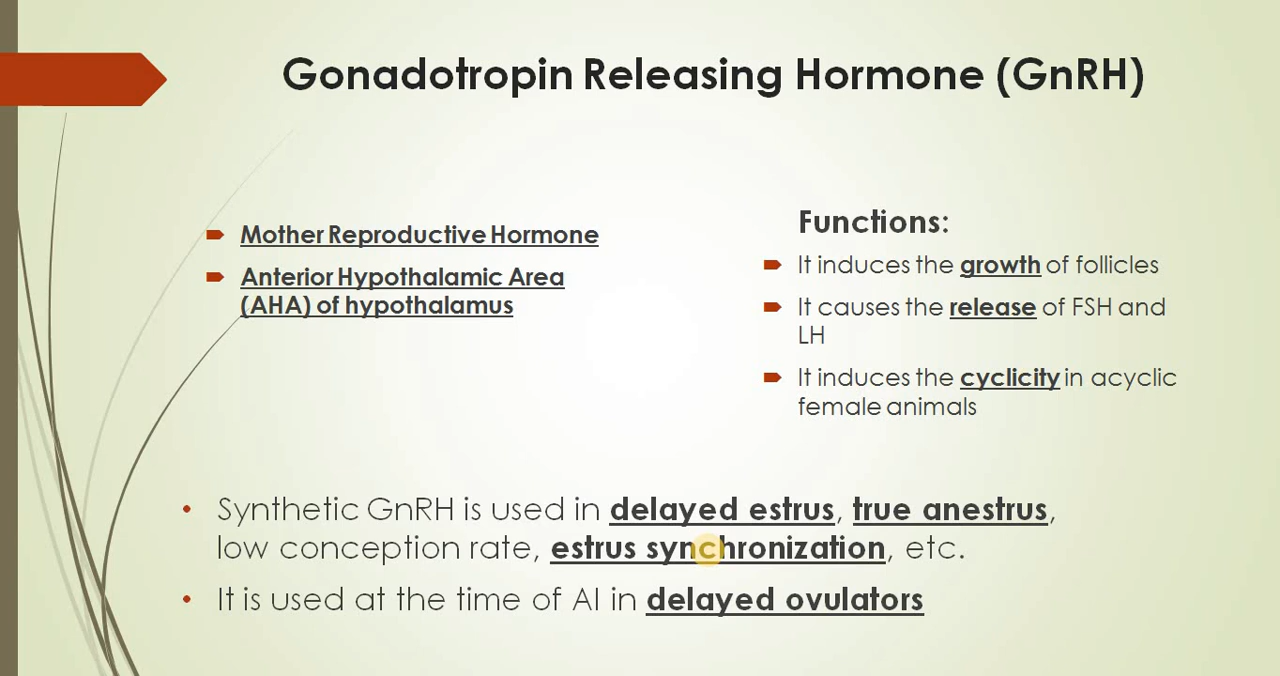 Gonadotropin Releasing Hormone (GnRH)
Mother Reproductive Hormone
Anterior Hypothalamic Area
(AHA) of hypothalamus
Functions:
It induces the growth of follicles
It causes the release of FSH and
LH
It induces the cyclicity in acyclic
female animals
Synthetic GnRH is used in delayed estrus, true anestrus,
low conception rate, estrus synchronization, etc.
It is used at the time of AI in delayed ovulators